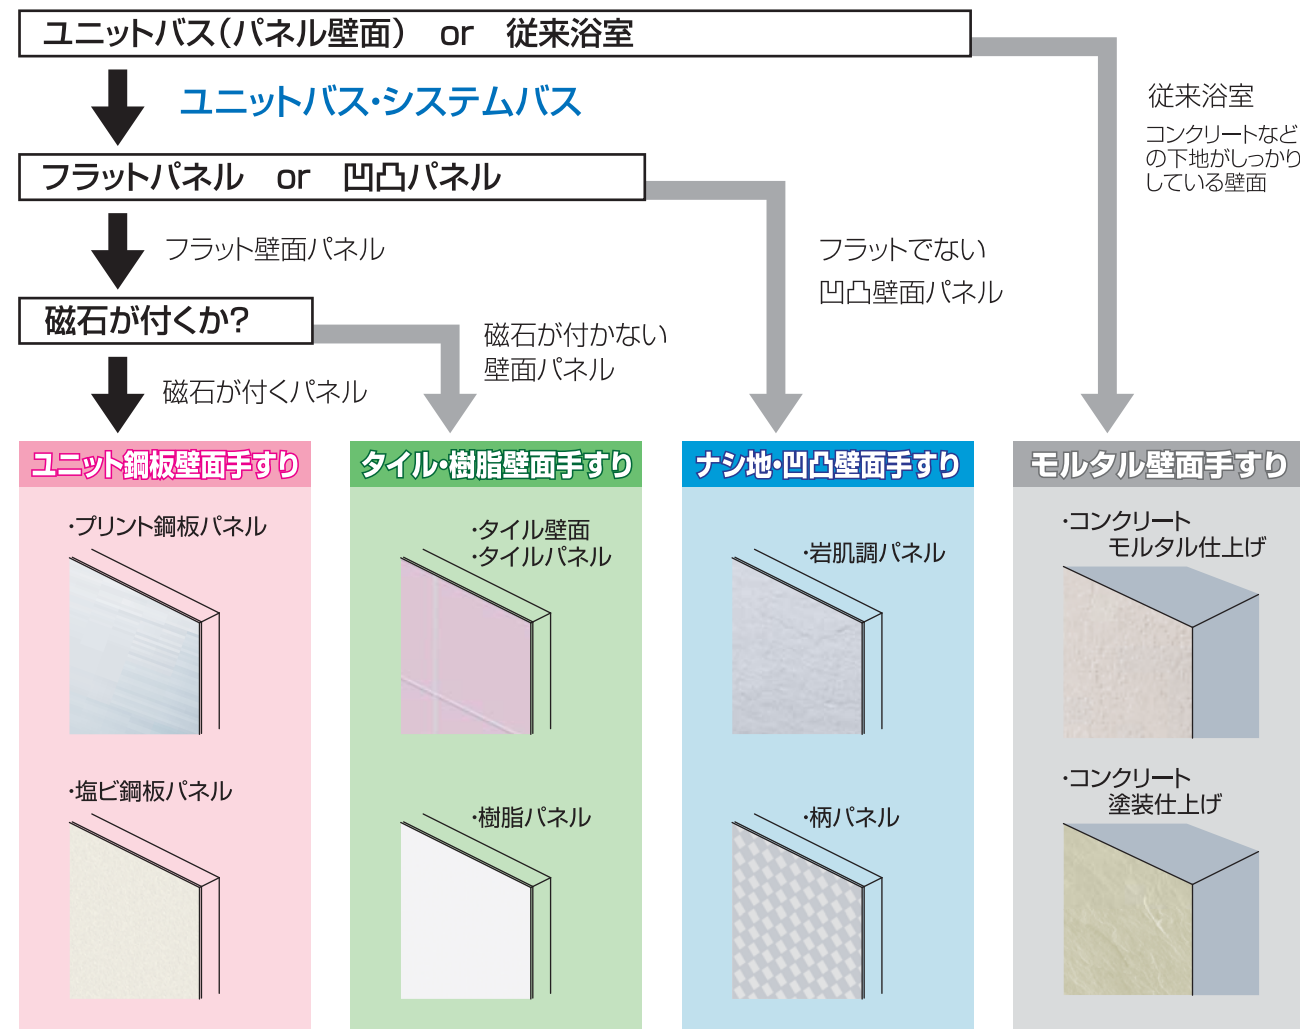 ユニットバス（パネル壁面） or 従来浴室
ユニットバス・システムバス
従来浴室
コンクリートなど
の下地がしっかり
している壁面
フラットパネル or 凹凸パネル
フラット壁面パネル
フラットでない
凹凸壁面パネル
磁石が付くか?
磁石が付かない
壁面パネル
磁石が付くパネル
ユニット鋼板壁面手すり
・プリント鋼板パネル
・塩ビ鋼板パネル
タイル・樹脂壁面手すり
・タイル壁面
・タイルパネル
・樹脂パネル
ナシ地・凹凸壁面手すり
・岩肌調パネル
・柄パネル
モルタル壁面手すり
・コンクリート
モルタル仕上げ
・コンクリート
塗装仕上げ